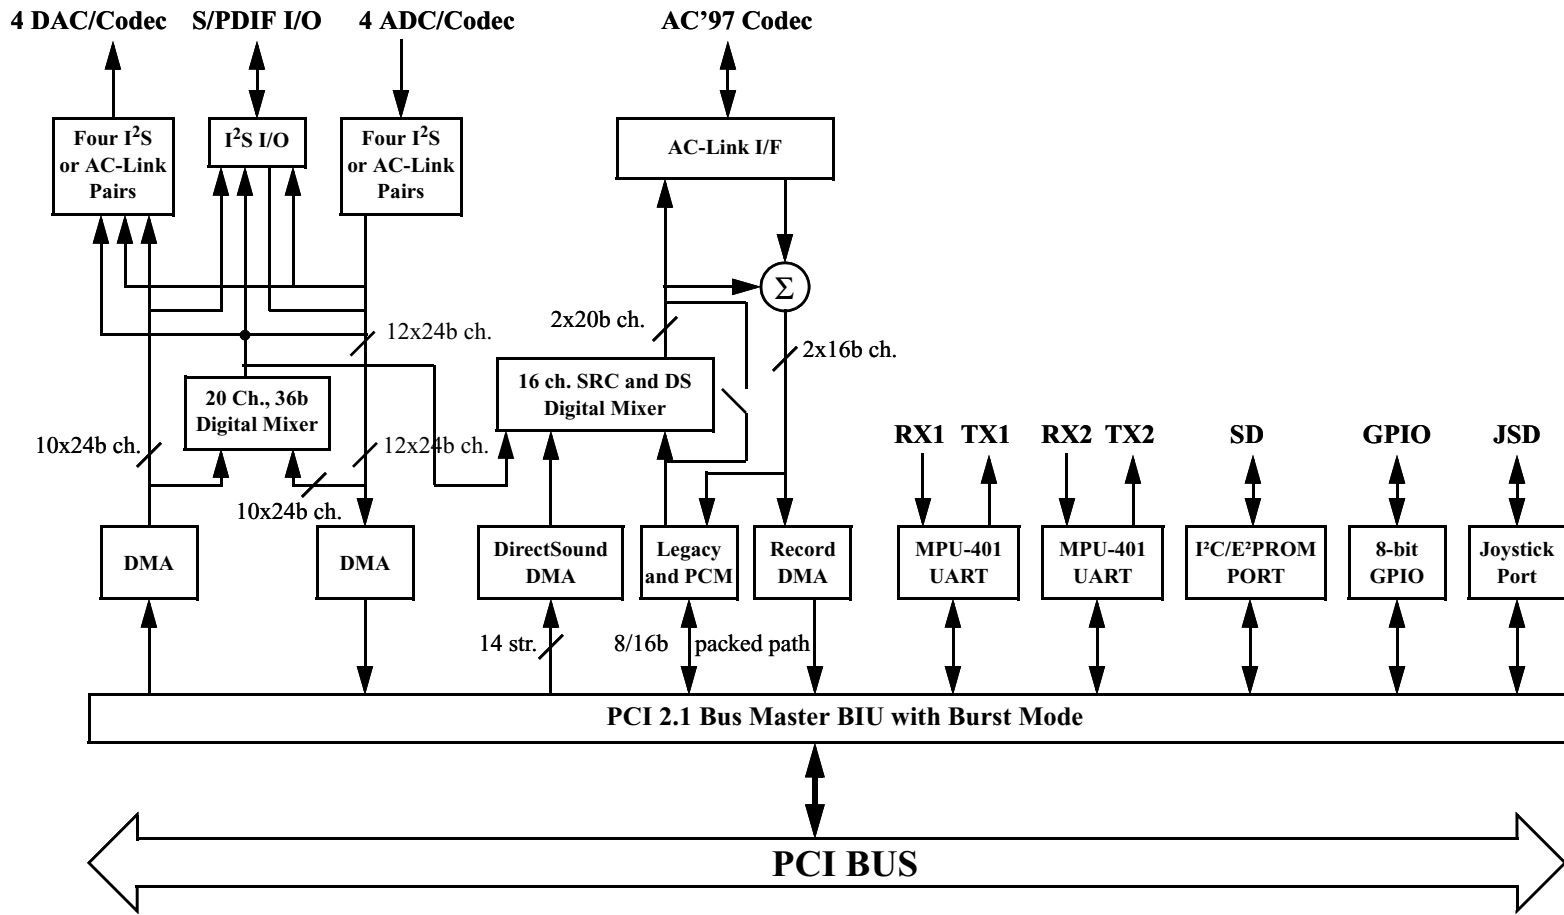 4 DAC/Codec
S/PDIF I/O
4 ADC/Codec
AC’97 Codec
Four I²S
or AC-Link
Pairs
I²S I/O
Four I²S
or AC-Link
Pairs
AC-Link I/F
Σ
12x24b ch.
2x20b ch.
2x16b ch.
20 Ch., 36b
Digital Mixer
16 ch. SRC and DS
Digital Mixer
10x24b ch.
12x24b ch.
10x24b ch.
RX1
TX1
RX2
TX2
SD
GPIO
JSD
DMA
DMA
DirectSound
DMA
Legacy
and PCM
Record
DMA
MPU-401
UART
MPU-401
UART
I²C/E²PROM
PORT
8-bit
GPIO
Joystick
Port
14 str.
8/16b
packed path
PCI 2.1 Bus Master BIU with Burst Mode
PCI BUS